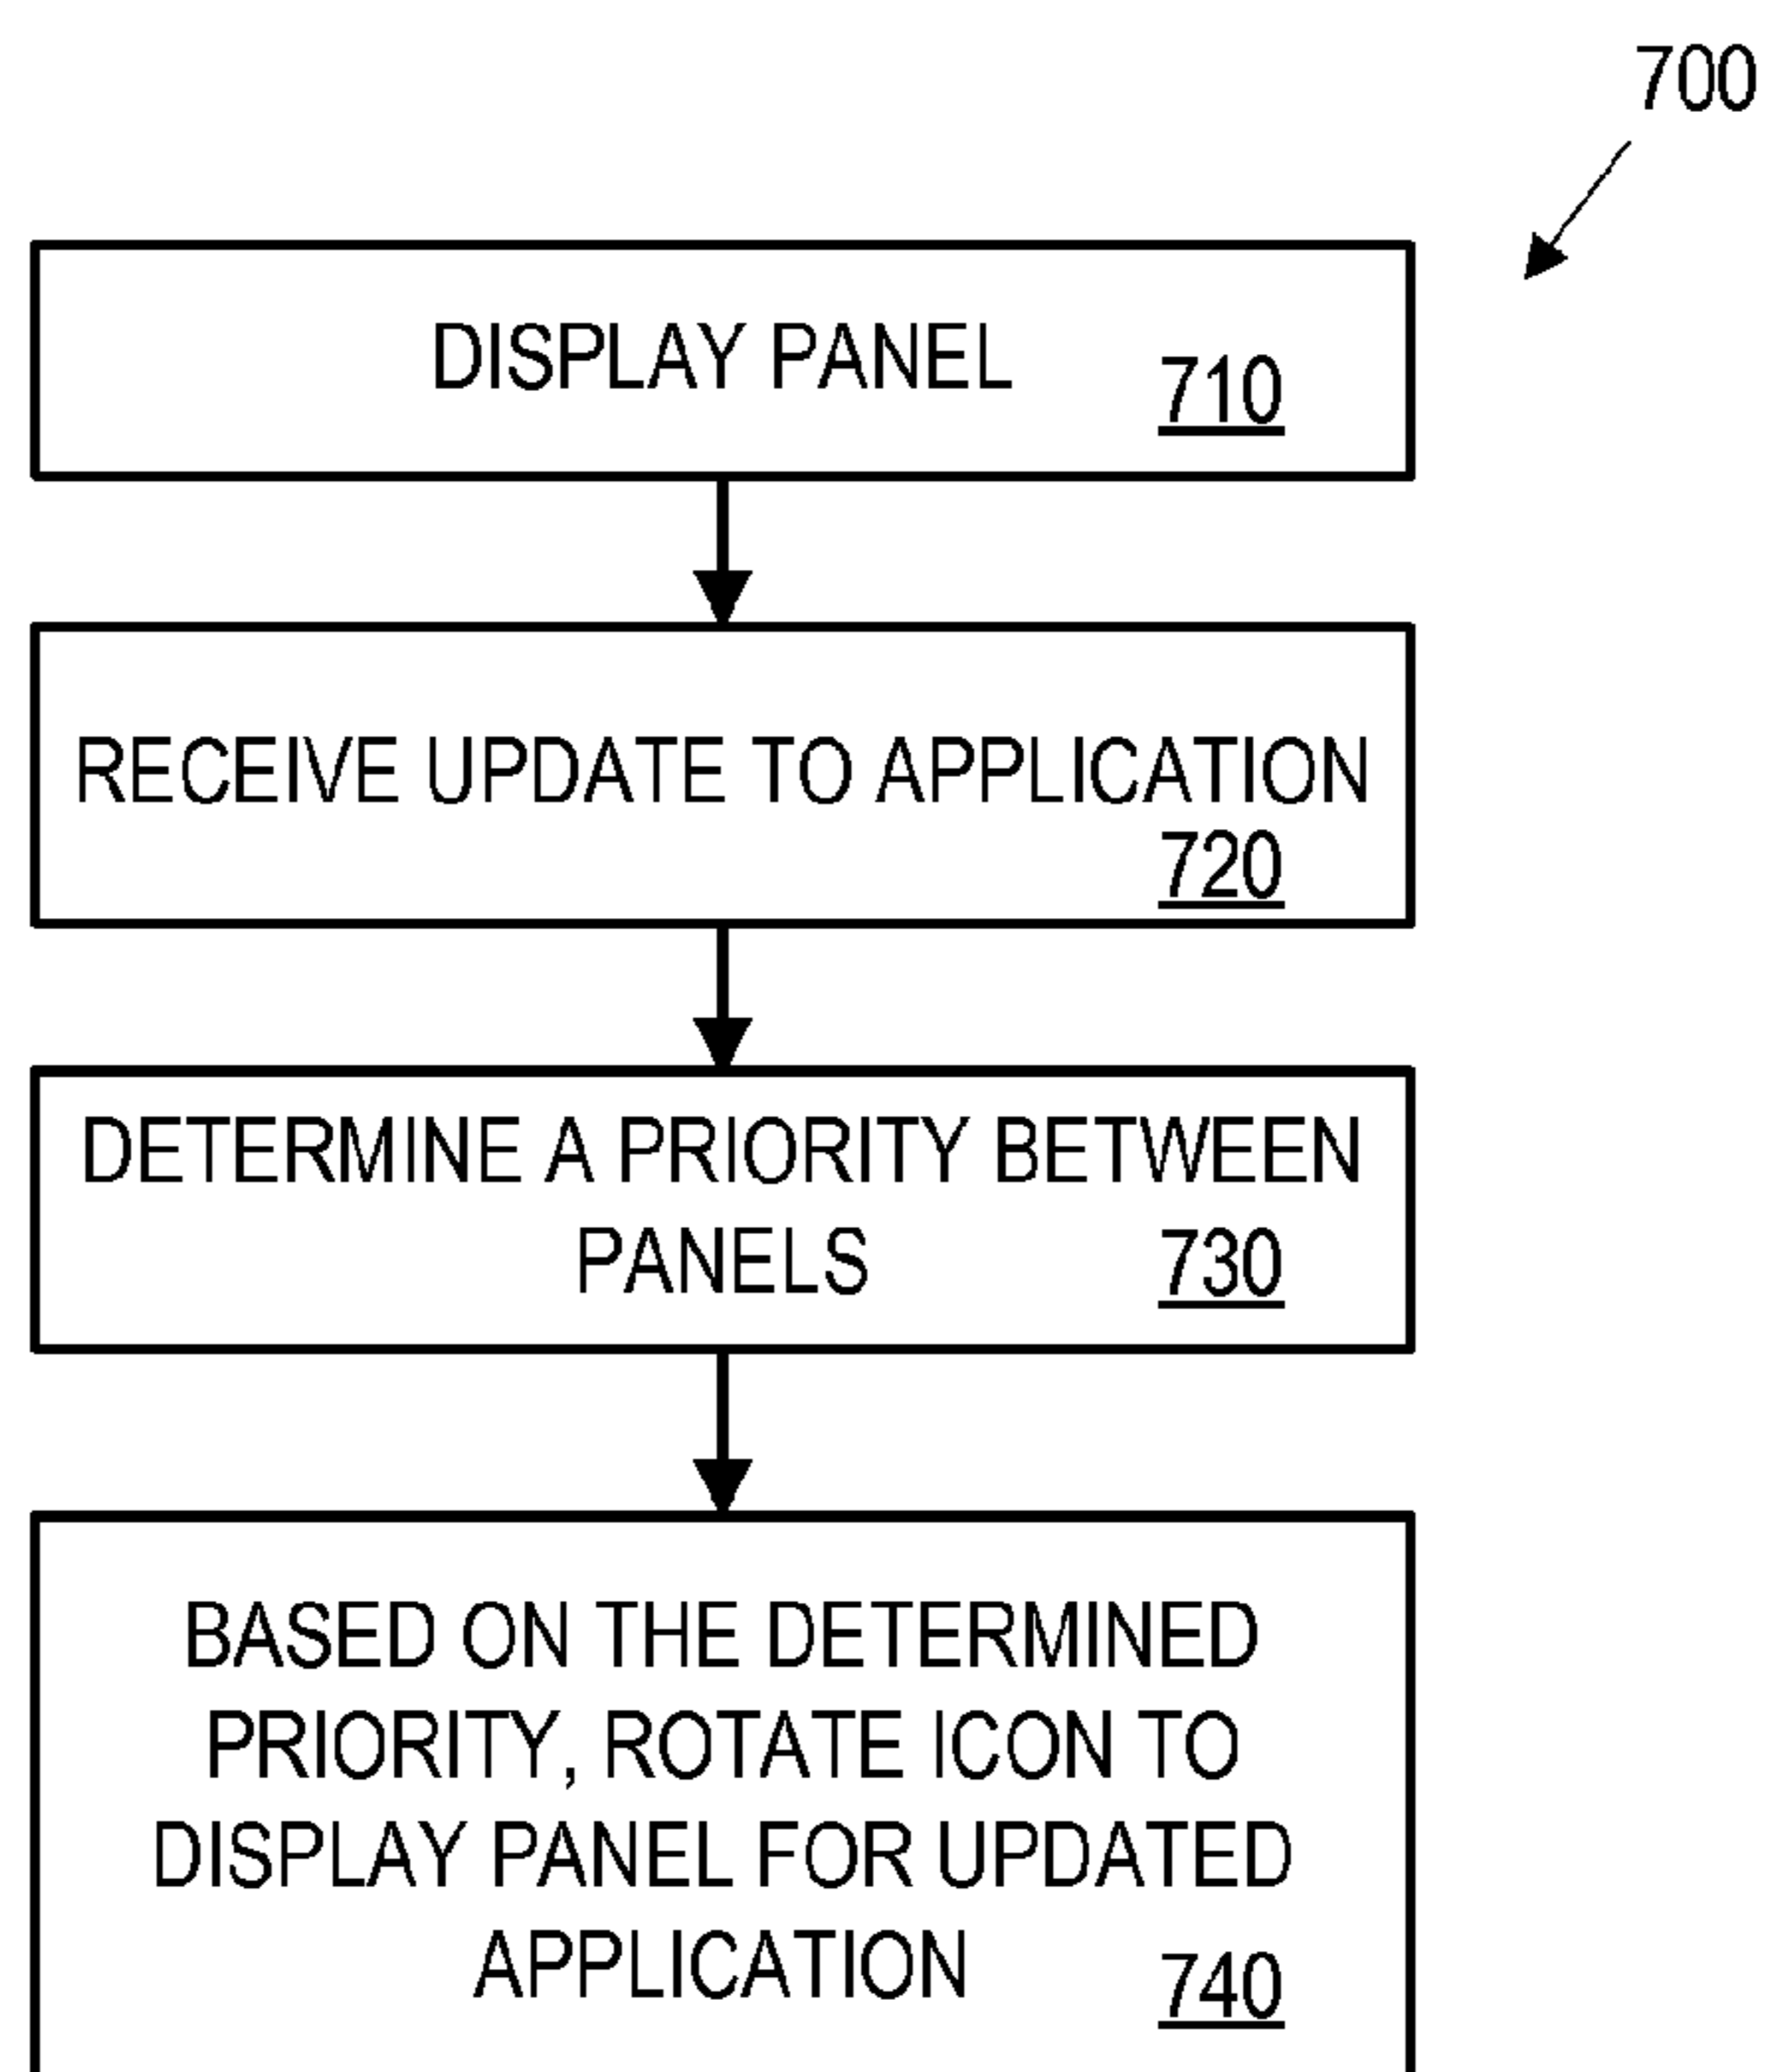 700
DISPLAY PANEL
710
RECEIVE UPDATE TO APPLICATION
720
DETERMINE A PRIORITY BETWEEN
PANELS 730
BASED ON THE DETERMINED
PRIORITY, ROTATE ICON TO
DISPLAY PANEL FOR UPDATED
APPLICATION 740